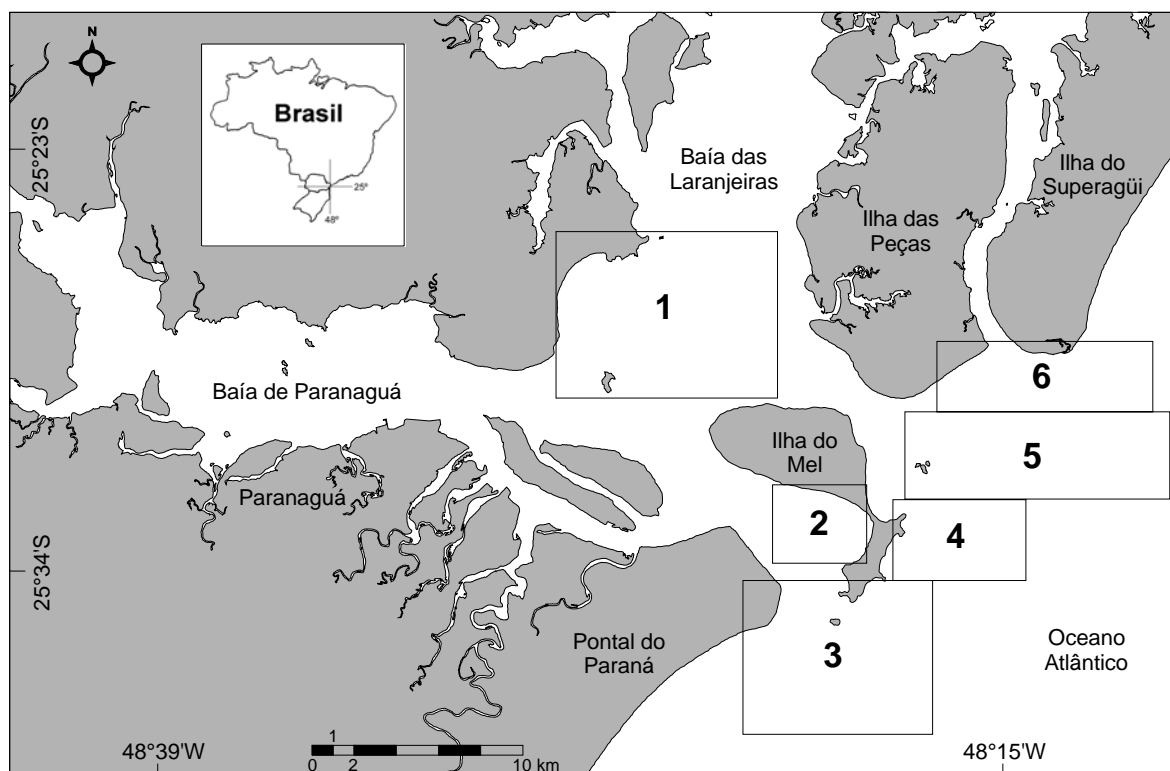 N
Brasil
25º
48º
25°23'S
Baía das
Laranjeiras
Ilha do
Superagüi
Ilha das
Peças
1
6
Baía de Paranaguá
Ilha do
Mel
5
Paranaguá
2
4
25°34'S
Pontal do
Paraná
3
Oceano
Atlântico
48°39'W
1
48°15'W
0
2
10 km